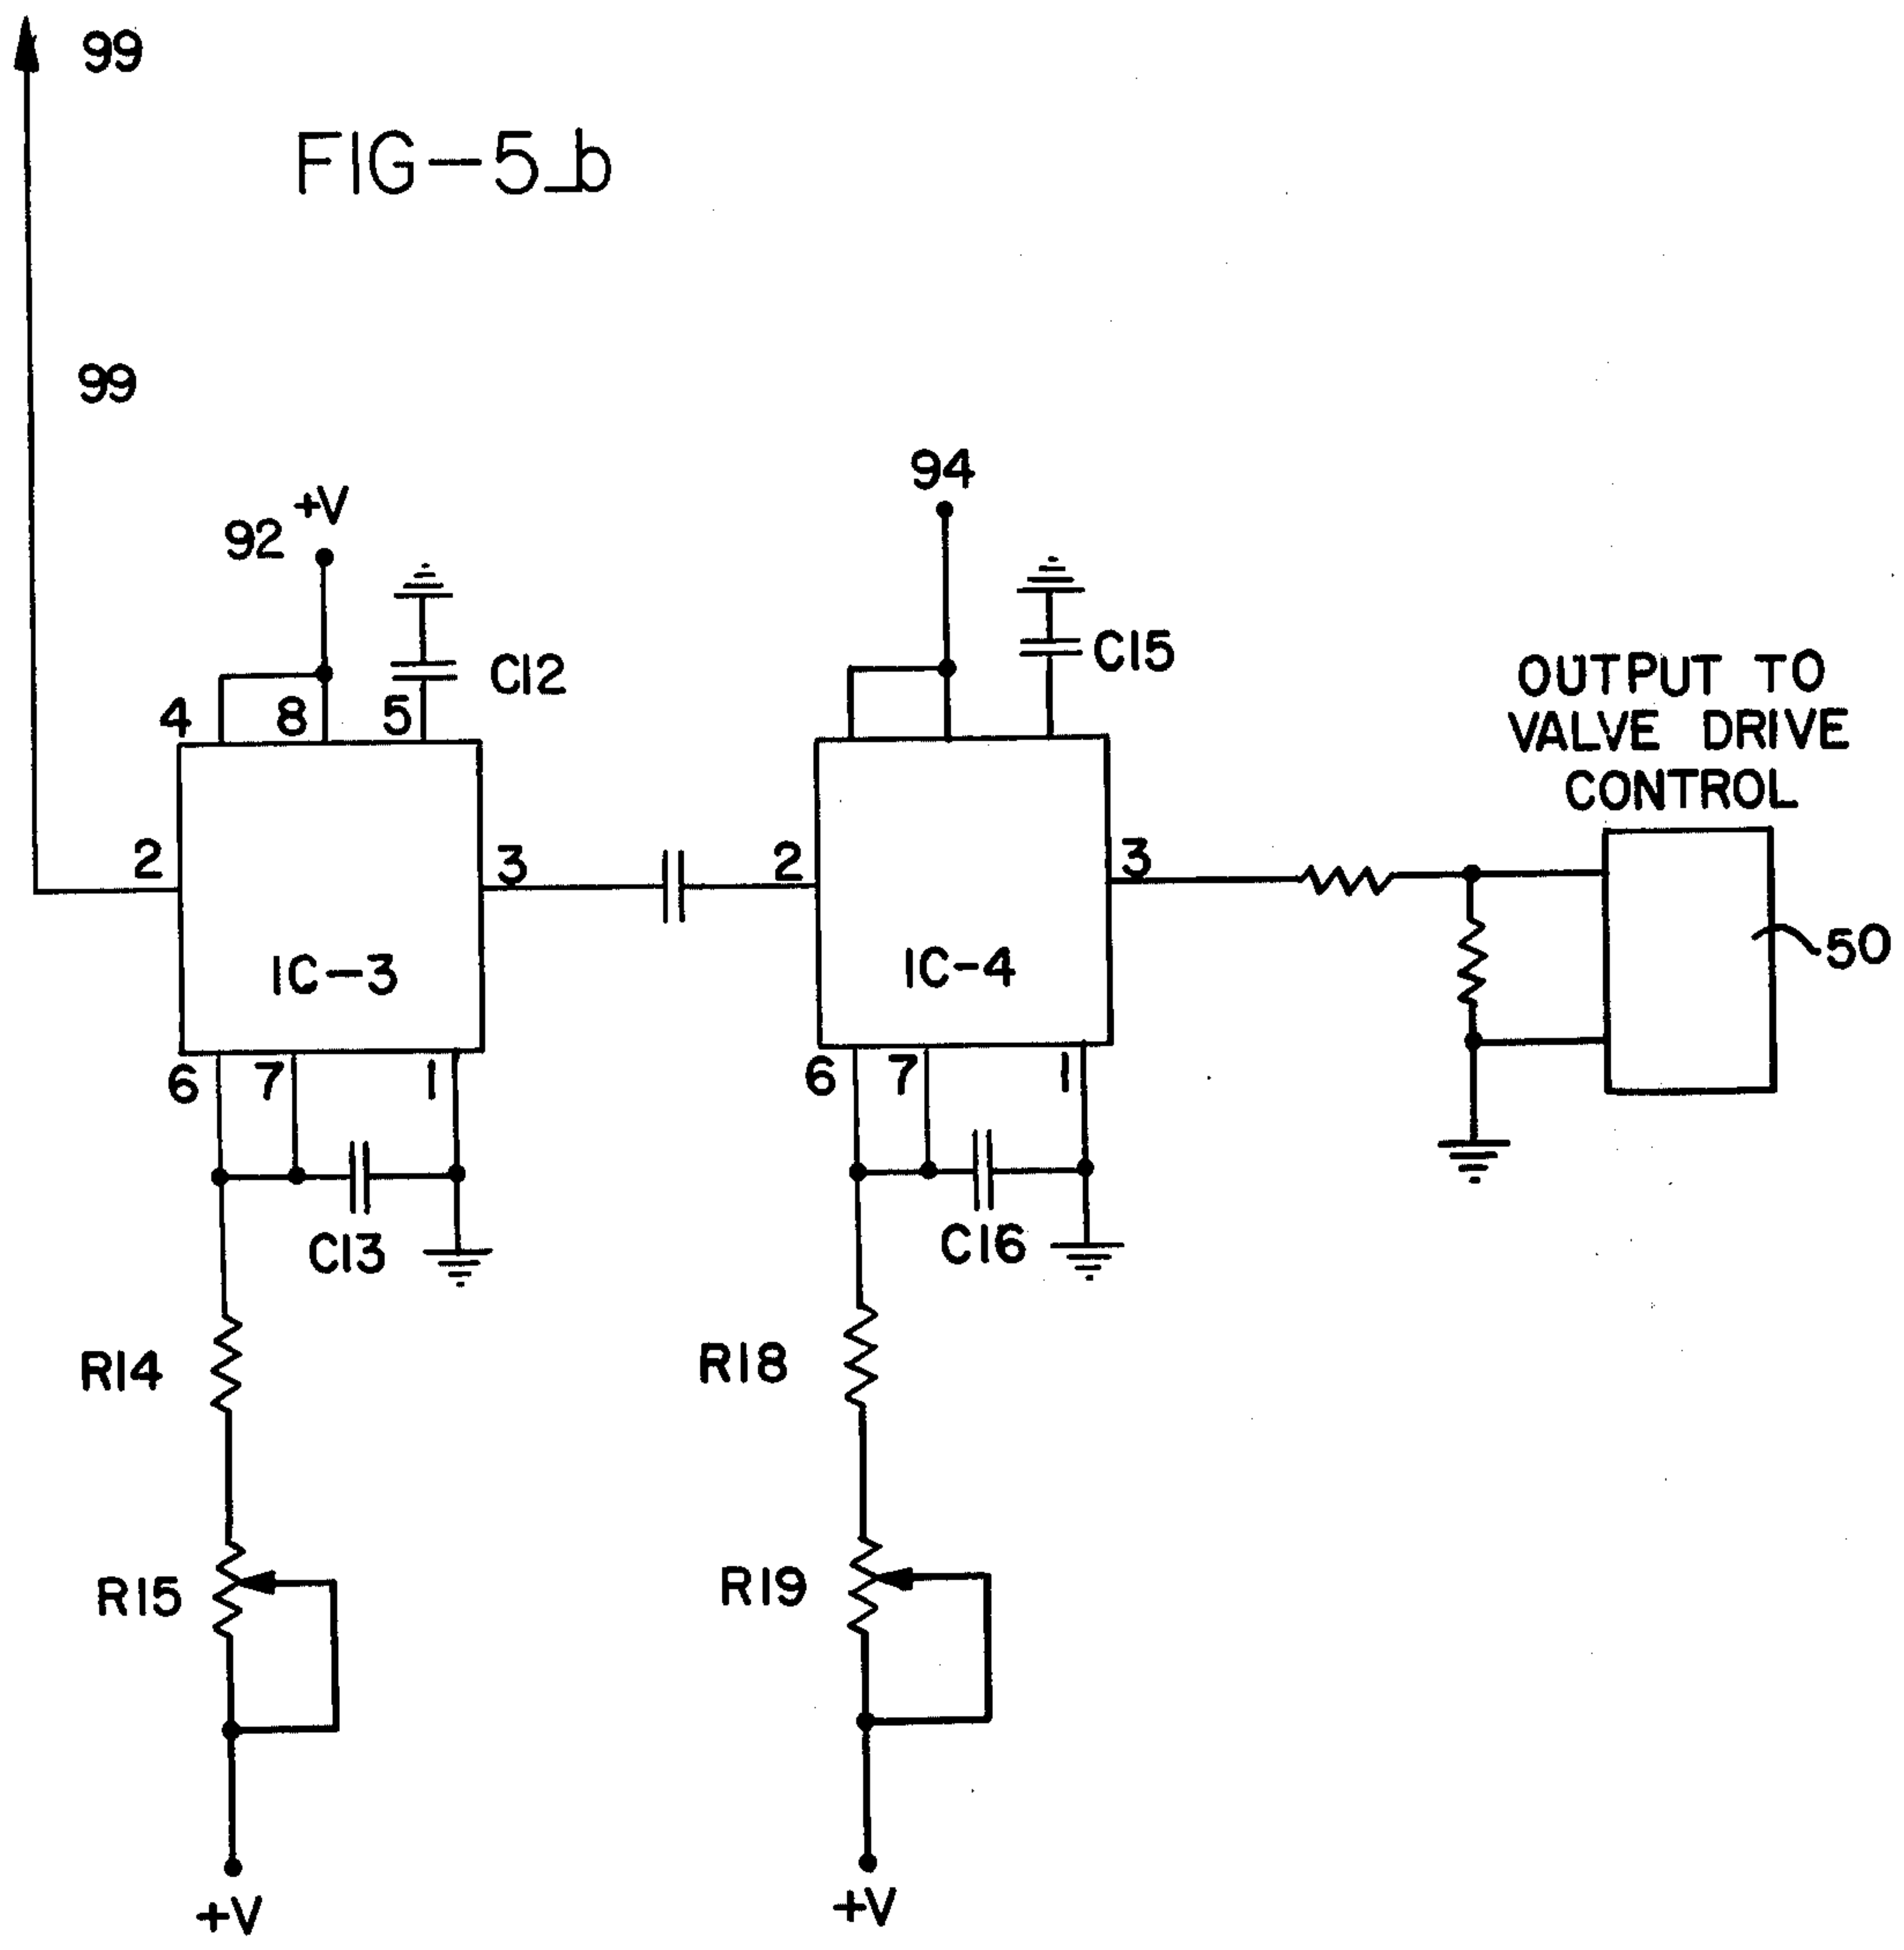 99
FIG-5b
99
94
+V
92
C12
C15
OUTPUT TO
VALVE DRIVE
CONTROL
4
8
5
2
3
2
3
IC-3
IC-4
50
6
7
1
6
7
1
C13
C16
R14
R18
R15
R19
+V
+V